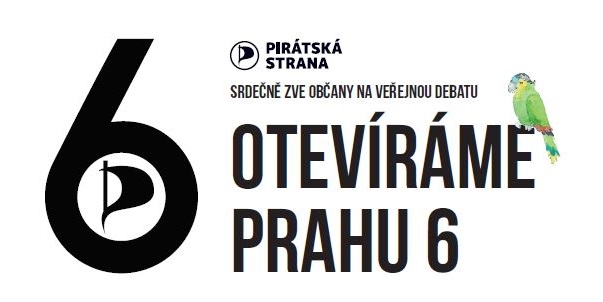 6
PIRÁTSKÁ
STRANA
SRDEČNĚ ZVE OBČANY NA VEŘEJNOU DEBATU
OTEVÍRÁME
PRAHU 6